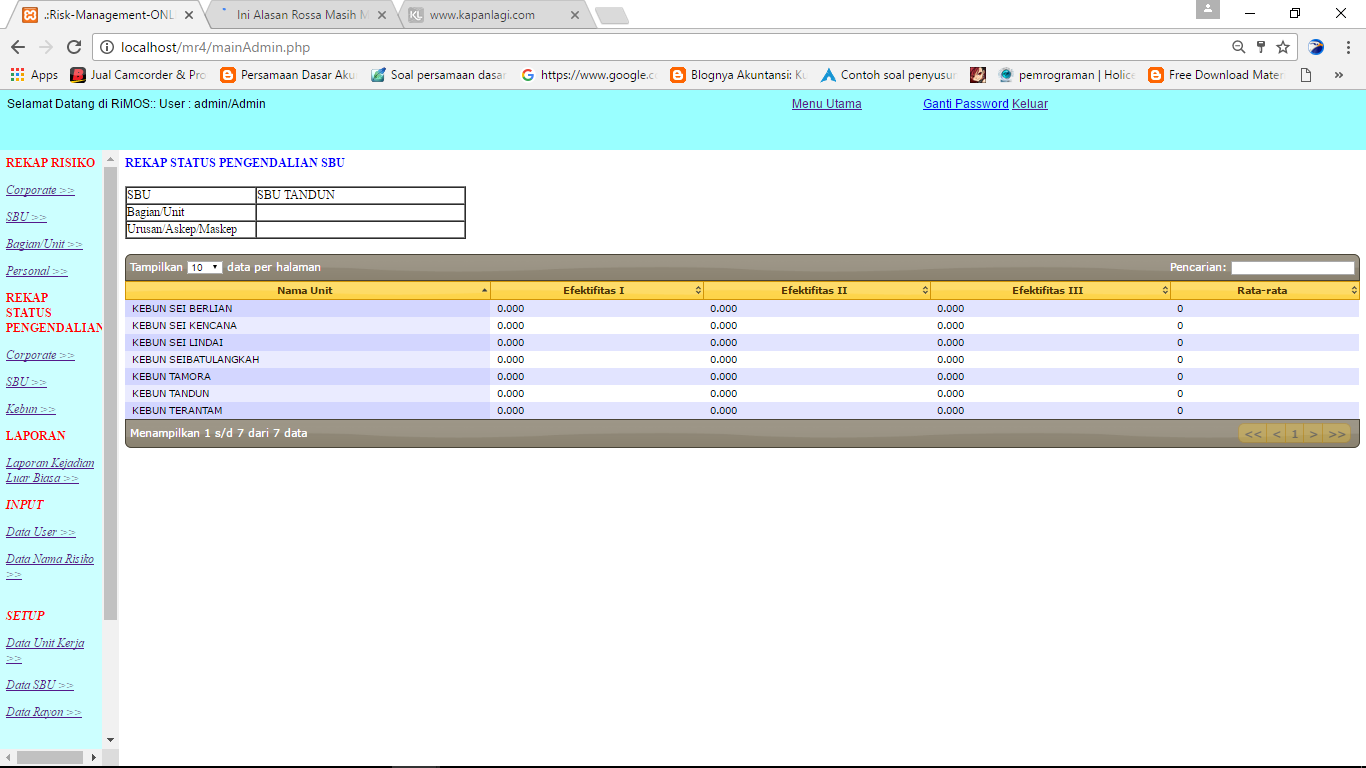 .:Risk-Management-ONL
Ini Alasan Rossa Masih M
www.kapanlagi.com
localhost/mr4/mainAdmin.php
Apps
Jual Camcorder & Pro
Persamaan Dasar Aku
Soal persamaan dasar
https://www.google.c
Blognya Akuntansi: Ku
Contoh soal penyusun
pemrograman | Holice
Free Download Mater
»
Selamat Datang di RiMOS:: User : admin/Admin
Menu Utama
Ganti Password Keluar
REKAP RISIKO
Corporate >>
SBU >>
Bagian/Unit >>
Personal >>
REKAP
STATUS
PENGENDALIAN
Corporate >>
SBU >>
Kebun >>
LAPORAN
Laporan Kejadian
Luar Biasa >>
INPUT
Data User >>
Data Nama Risiko
>>
SETUP
Data Unit Kerja
>>
Data SBU >>
Data Rayon >>
REKAP STATUS PENGENDALIAN SBU
SBU SBU TANDUN
Bagian/Unit
Urusan/Askep/Maskep
Tampilkan 10 data per halaman
Pencarian:
Nama Unit Efektifitas I Efektifitas II Efektifitas III Rata-rata
KEBUN SEI BERLIAN 0.000 0.000 0.000 0
KEBUN SEI KENCANA 0.000 0.000 0.000 0
KEBUN SEI LINDAI 0.000 0.000 0.000 0
KEBUN SEIBATULANGKAH 0.000 0.000 0.000 0
KEBUN TAMORA 0.000 0.000 0.000 0
KEBUN TANDUN 0.000 0.000 0.000 0
KEBUN TERANTAM 0.000 0.000 0.000 0
Menampilkan 1 s/d 7 dari 7 data
<< < 1 > >>